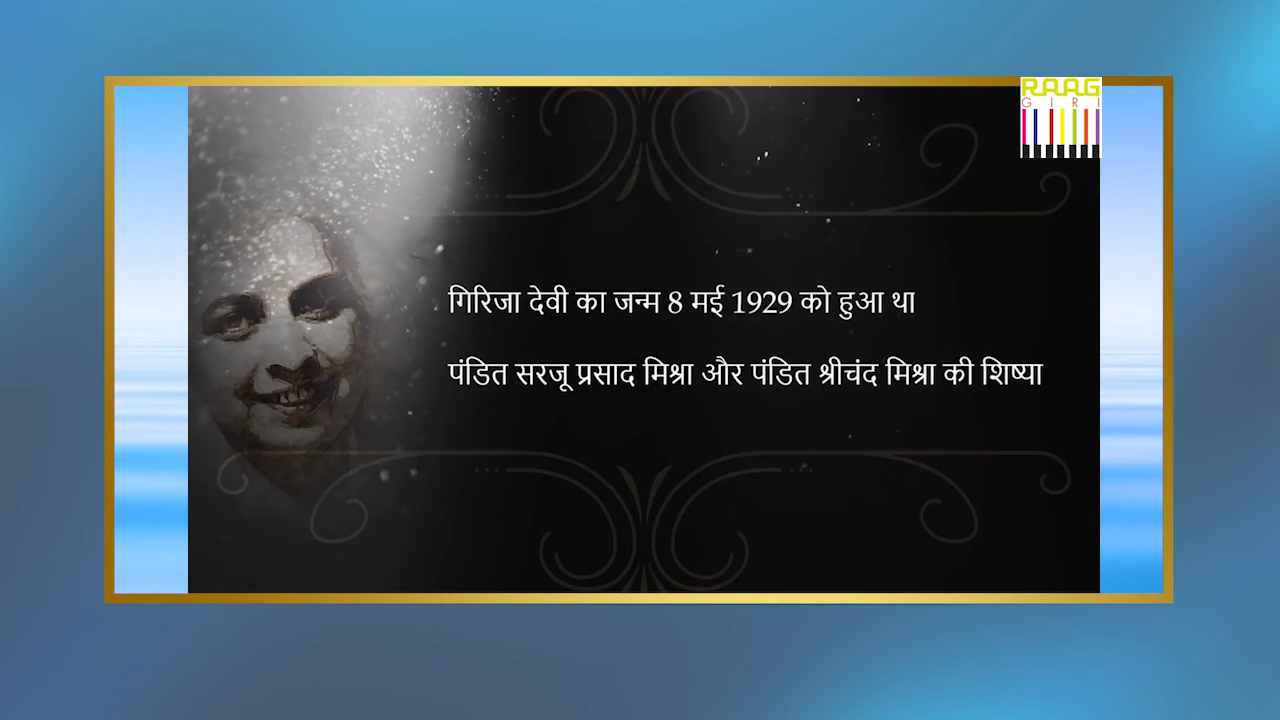 RAAG
GIRI
गिरिजा देवी का जन्म 8 मई 1929 को हुआ था
पंडित सरजू प्रसाद मिश्रा और पंडित श्रीचंद मिश्रा की शिष्या